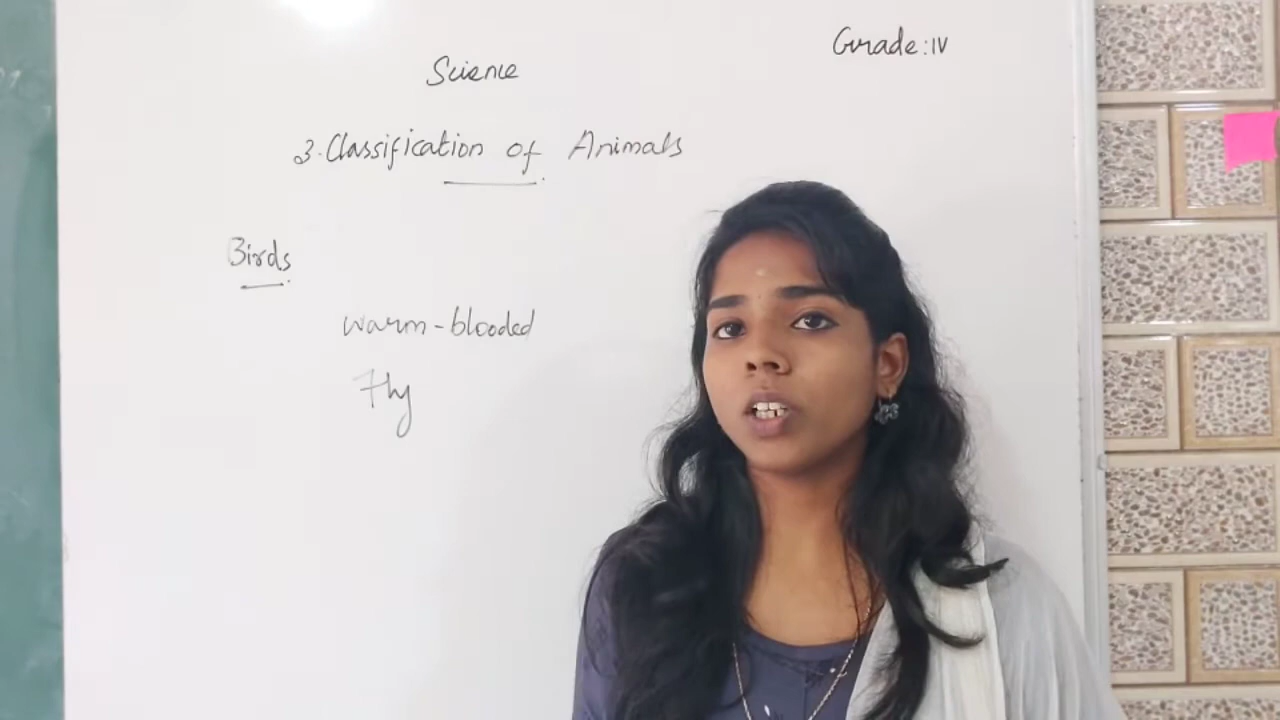 Grade: IV
Science
3. Classification of Animals
Birds
warm-blooded
Fly